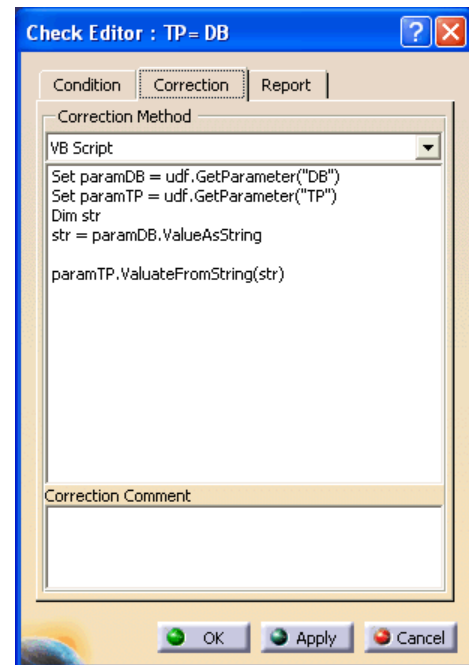 Check Editor : TP= DB
?
X
Condition Correction Report
Correction Method
VB Script
Set paramDB = udf.GetParameter("DB")
Set paramTP = udf.GetParameter("TP")
Dim str
str = paramDB.ValueAsString
paramTP.ValuateFromString(str)
Correction Comment
OK Apply Cancel